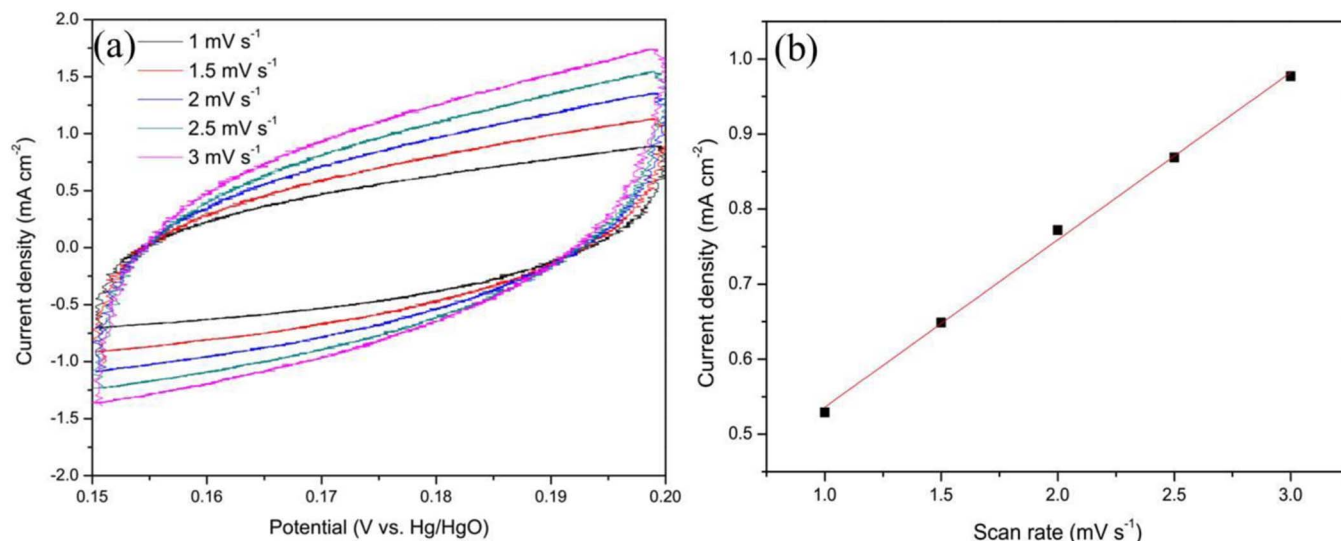 (a)
1 mV s⁻¹
1.5 mV s⁻¹
2 mV s⁻¹
2.5 mV s⁻¹
3 mV s⁻¹
2.0
1.5
1.0
0.5
0.0
-0.5
-1.0
-1.5
-2.0
Current density (mA cm⁻²)
0.15 0.16 0.17 0.18 0.19 0.20
Potential (V vs. Hg/HgO)
(b)
1.0
0.9
0.8
0.7
0.6
0.5
Current density (mA cm⁻²)
1.0 1.5 2.0 2.5 3.0
Scan rate (mV s⁻¹)